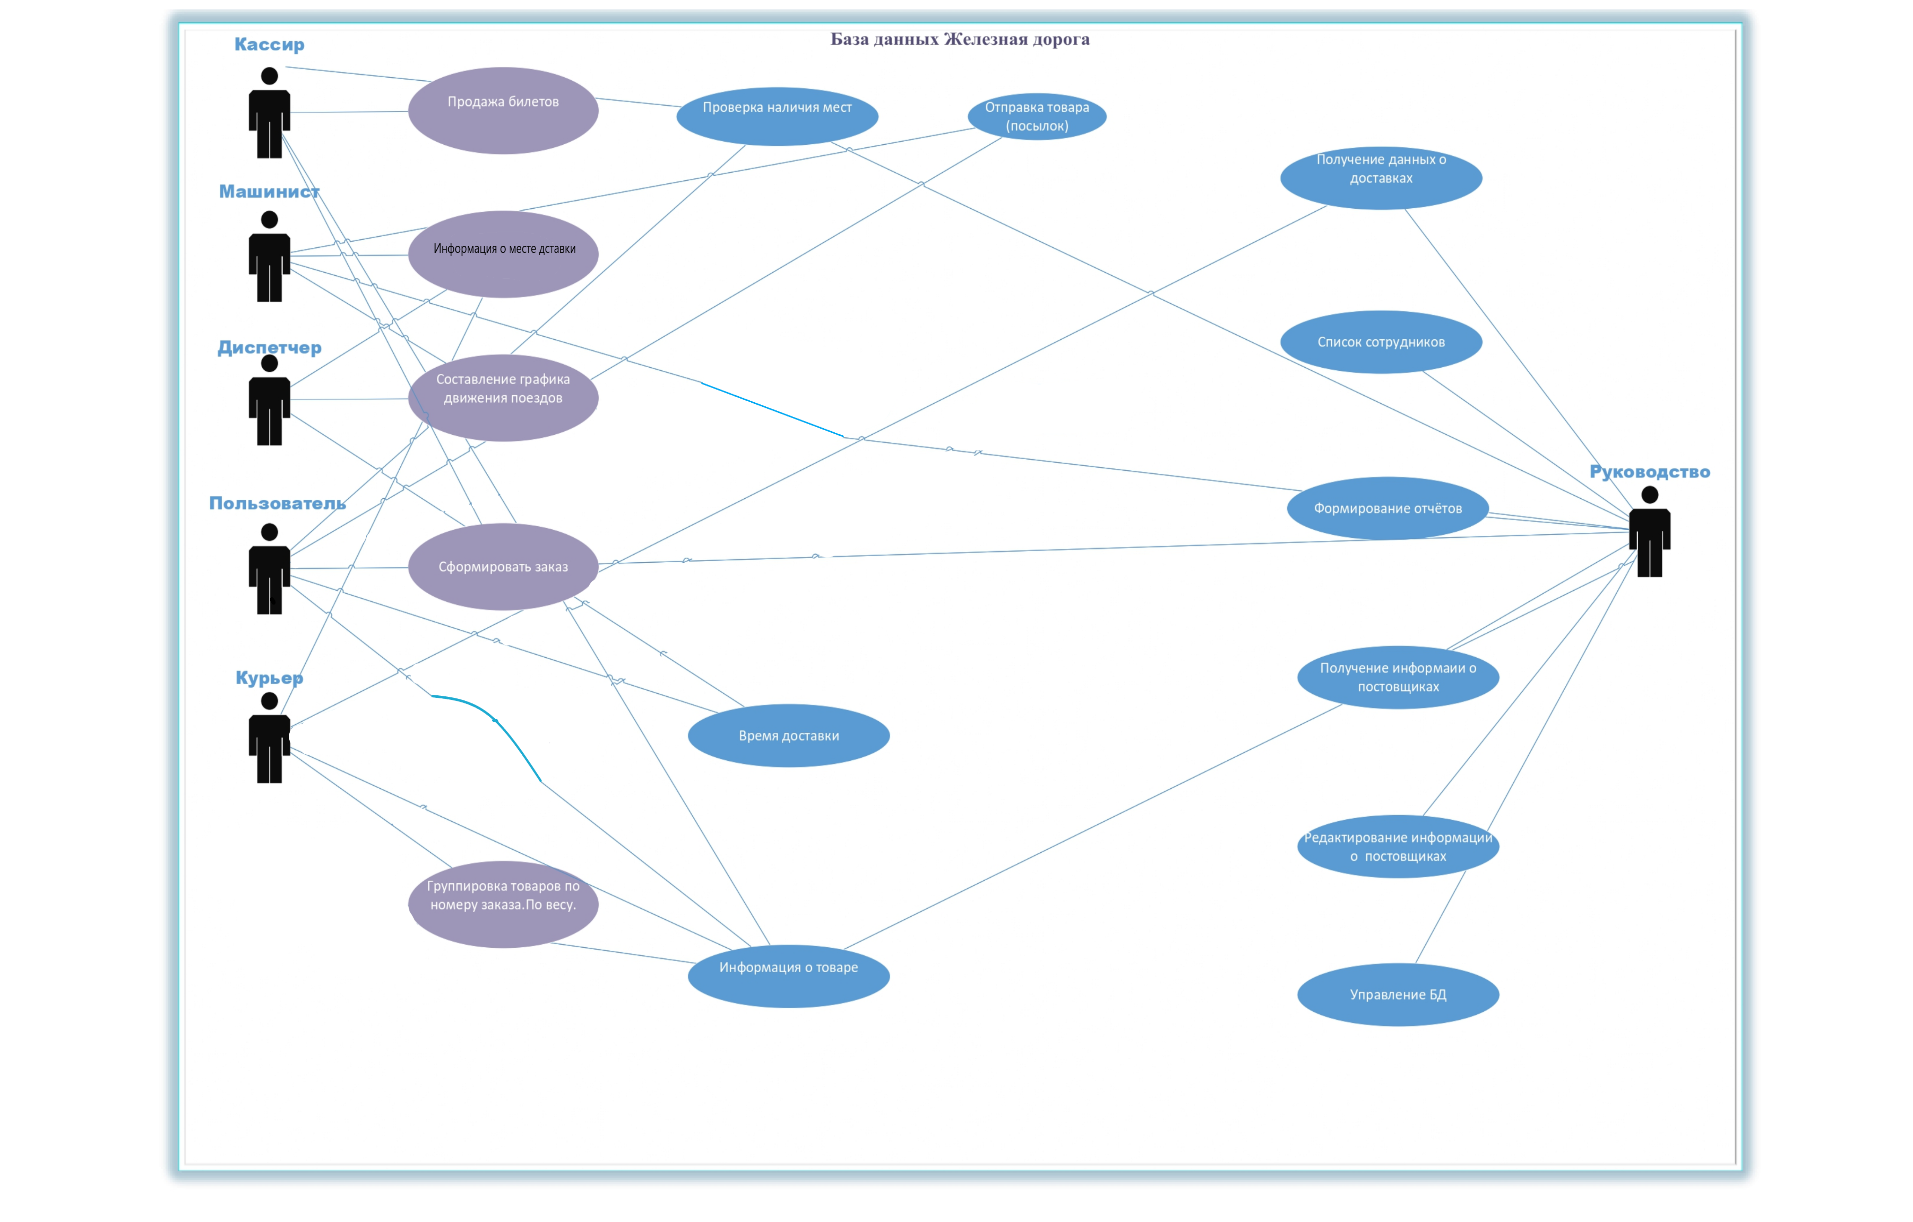 База данных Железная дорога
Кассир
Продажа билетов
Проверка наличия мест
Отправка товара
(посылок)
Получение данных о
доставках
Машинист
Информация о месте дставки
Диспетчер
Составление графика
движения поездов
Список сотрудников
Руководство
Пользователь
Формирование отчётов
Сформировать заказ
Курьер
Получение информаии о
постовщиках
Время доставки
Редактирование информации
о постовщиках
Группировка товаров по
номеру заказа.По весу.
Информация о товаре
Управление БД